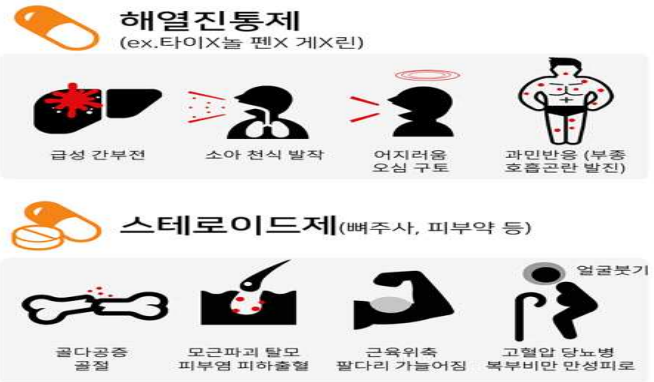 해열진통제
(ex.타이X놀 펜X 게X린)
급성 간부전
소아 천식 발작
어지러움
오심 구토
과민반응 (부종
호흡곤란 발진)
스테로이드제(뼈주사, 피부약 등)
골다공증
골절
모근파괴 탈모
피부염 피하출혈
근육위축
팔다리 가늘어짐
얼굴붓기
고혈압 당뇨병
복부비만 만성피로